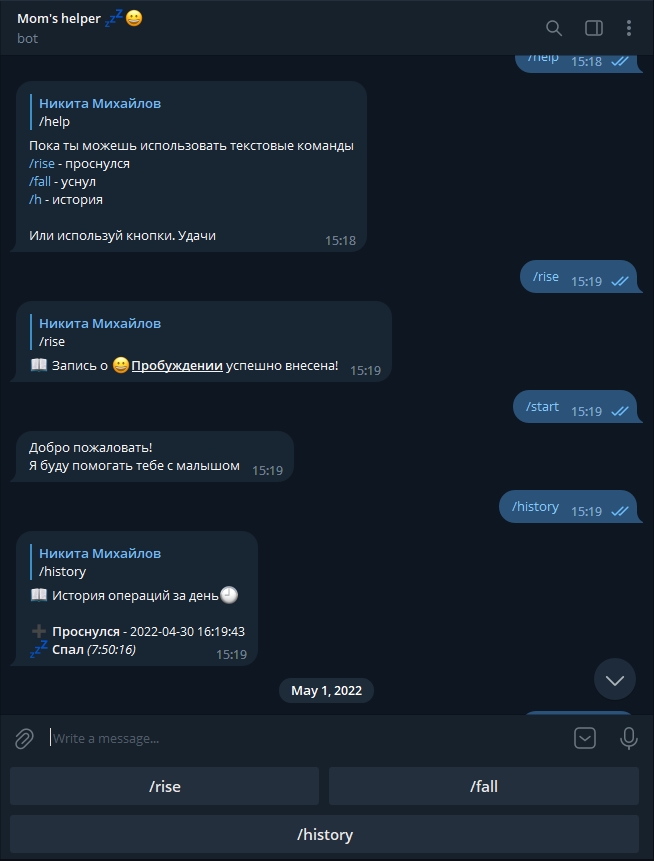 Mom's helper 💤😀
bot
/help 15:18
Никита Михайлов
/help
Пока ты можешь использовать текстовые команды
/rise - проснулся
/fall - уснул
/h - история
Или используй кнопки. Удачи 15:18
/rise 15:19
Никита Михайлов
/rise
📖 Запись о 😀Пробуждении успешно внесена! 15:19
/start 15:19
Добро пожаловать!
Я буду помогать тебе с малышом 15:19
/history 15:19
Никита Михайлов
/history
📖 История операций за день🕘
➕ Проснулся - 2022-04-30 16:19:43
💤 Спал (7:50:16) 15:19
May 1, 2022
Write a message...
/rise /fall
/history